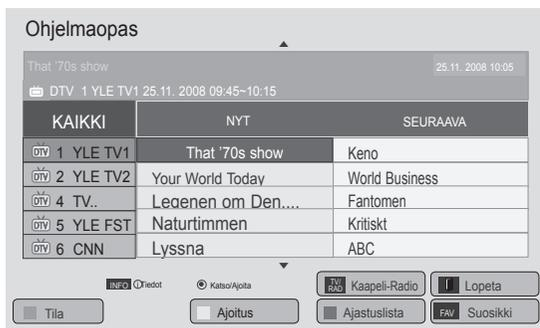 Ohjelmaopas
That '70s show 25.11. 2008 10:05
DTV 1 YLE TV1 25.11. 2008 09:45~10:15
KAIKKI NYT SEURAAVA
DTV 1 YLE TV1 That '70s show Keno
DTV 2 YLE TV2 Your World Today World Business
DTV 4 TV.. Legenen om Den.... Fantomen
DTV 5 YLE FST Naturtimmen Kritiskt
DTV 6 CNN Lyssna ABC
INFO ⓘTiedot Katso/Ajoita TV/RAD Kaapeli-Radio Lopeta
Tila Ajoitus Ajastuslista FAV Suosikki